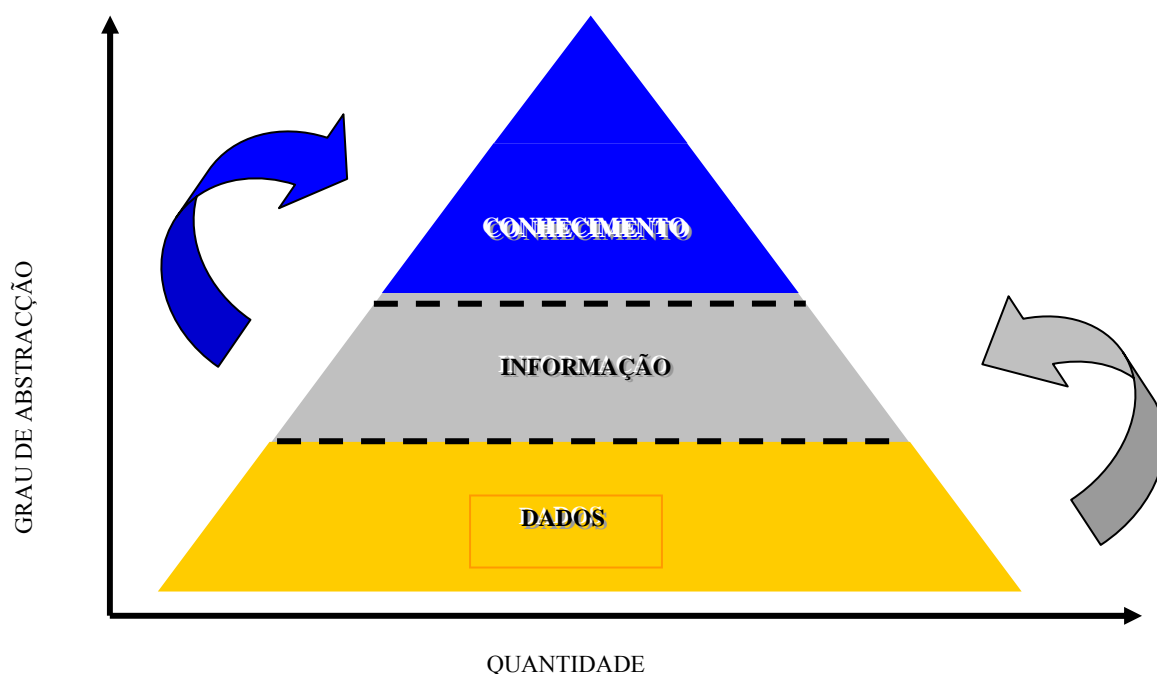 CONHECIMENTO
INFORMAÇÃO
DADOS
GRAU DE ABSTRACÇÃO
QUANTIDADE